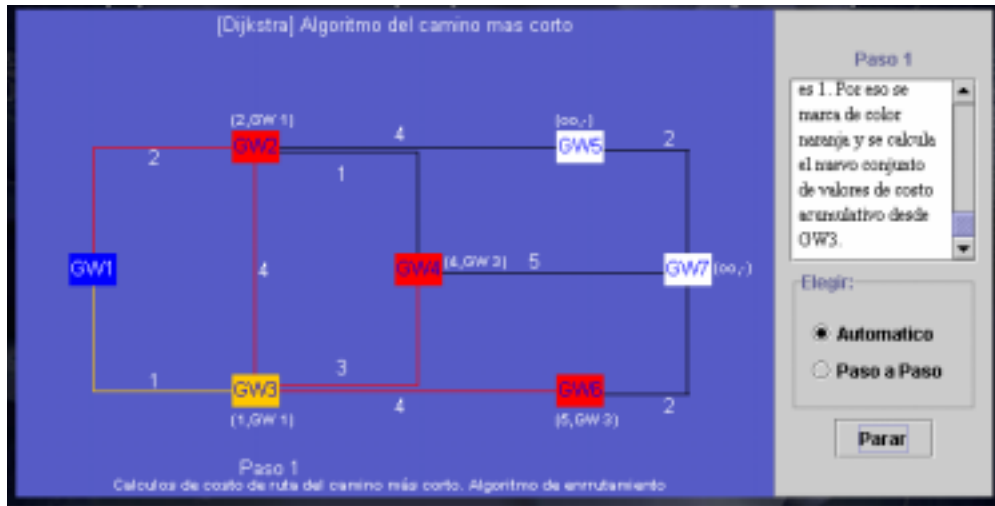 [Dijkstra] Algoritmo del camino mas corto
(2,GW 1)
GW2
4
(oo,-)
GW5
2
2
1
GW1
4
GW4
(4,GW 3)
5
GW7
(oo,-)
1
GW3
(1,GW 1)
3
4
GW6
(5,GW 3)
2
Paso 1
Calculos de costo de ruta del camino más corto. Algoritmo de enrrutamiento
Paso 1
es 1. Por eso se
marca de color
naranja y se calcula
el nuevo conjunto
de valores de costo
acumulativo desde
GW3.
Elegir:
Automatico
Paso a Paso
Parar